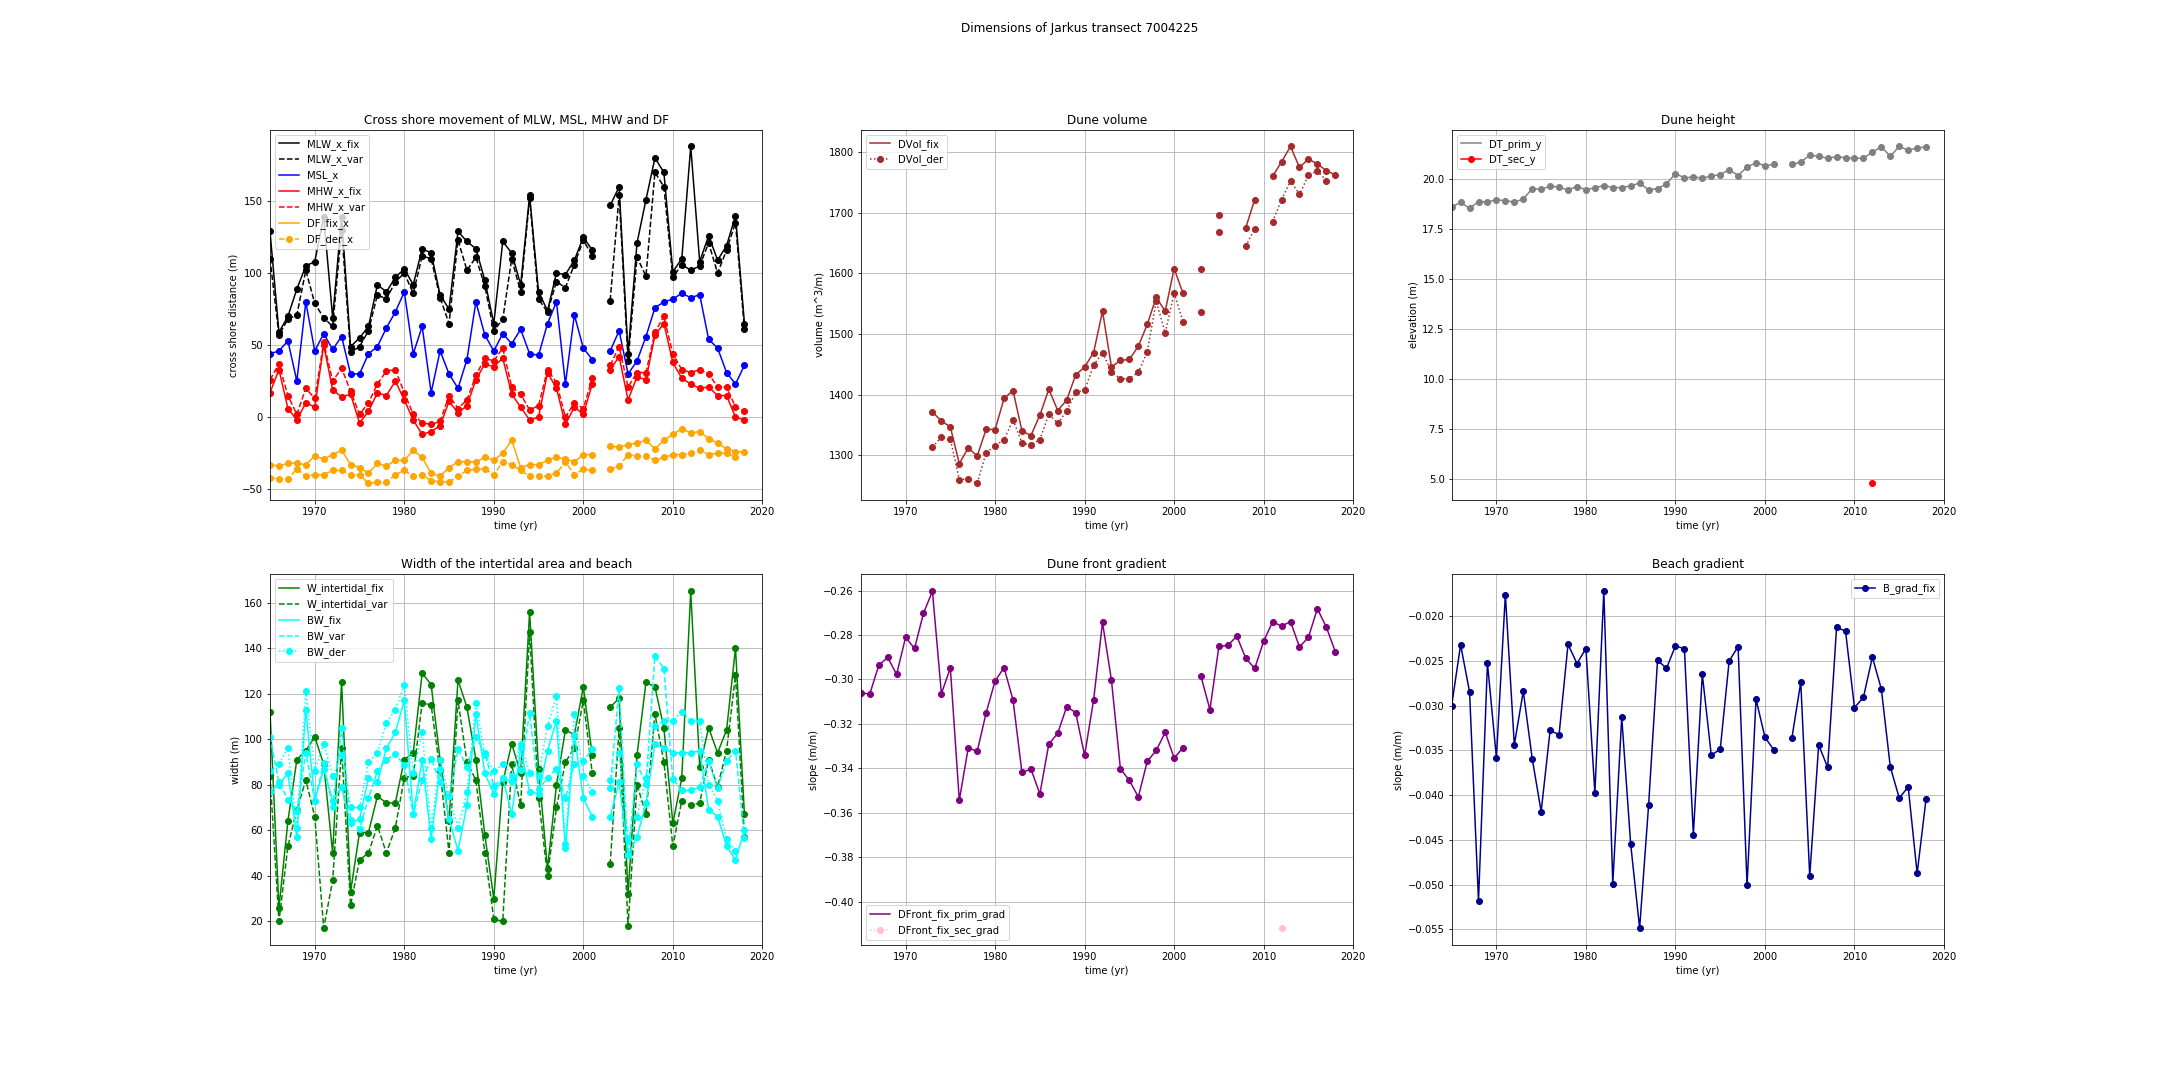 Dimensions of Jarkus transect 7004225
Cross shore movement of MLW, MSL, MHW and DF
MLW_x_fix
MLW_x_var
MSL_x
MHW_x_fix
MHW_x_var
DF_fix_x
DF_der_x
cross shore distance (m)
150
100
50
0
−50
1970
1980
1990
2000
2010
2020
time (yr)
Dune volume
DVol_fix
DVol_der
volume (m^3/m)
1800
1700
1600
1500
1400
1300
1970
1980
1990
2000
2010
2020
time (yr)
Dune height
DT_prim_y
DT_sec_y
elevation (m)
20.0
17.5
15.0
12.5
10.0
7.5
5.0
1970
1980
1990
2000
2010
2020
time (yr)
Width of the intertidal area and beach
W_intertidal_fix
W_intertidal_var
BW_fix
BW_var
BW_der
width (m)
160
140
120
100
80
60
40
20
1970
1980
1990
2000
2010
2020
time (yr)
Dune front gradient
slope (m/m)
−0.26
−0.28
−0.30
−0.32
−0.34
−0.36
−0.38
−0.40
DFront_fix_prim_grad
DFront_fix_sec_grad
1970
1980
1990
2000
2010
2020
time (yr)
Beach gradient
B_grad_fix
slope (m/m)
−0.020
−0.025
−0.030
−0.035
−0.040
−0.045
−0.050
−0.055
1970
1980
1990
2000
2010
2020
time (yr)